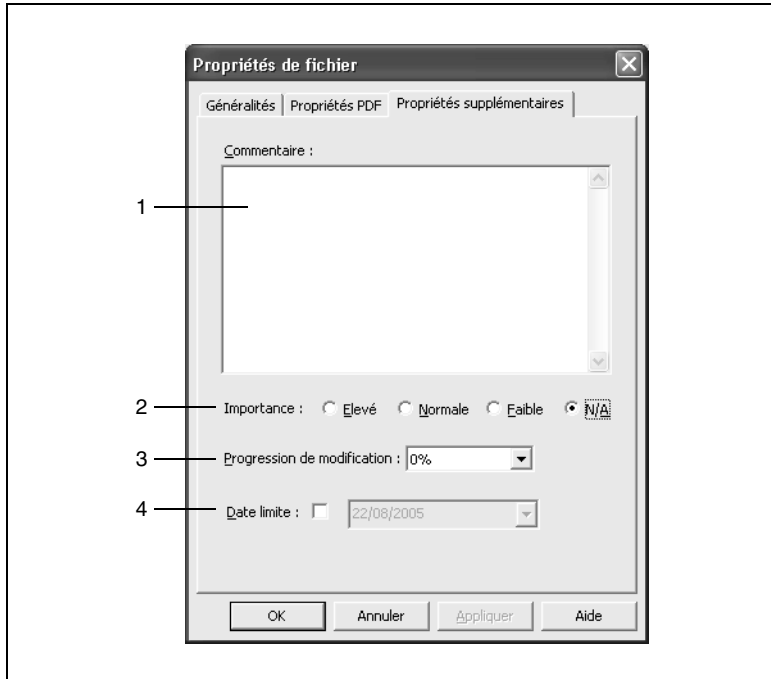 Propriétés de fichier
Généralités Propriétés PDF Propriétés supplémentaires
Commentaire :
1
2 Importance : Elevé Normale Faible N/A
3 Progression de modification : 0%
4 Date limite : 22/08/2005
OK Annuler Appliquer Aide